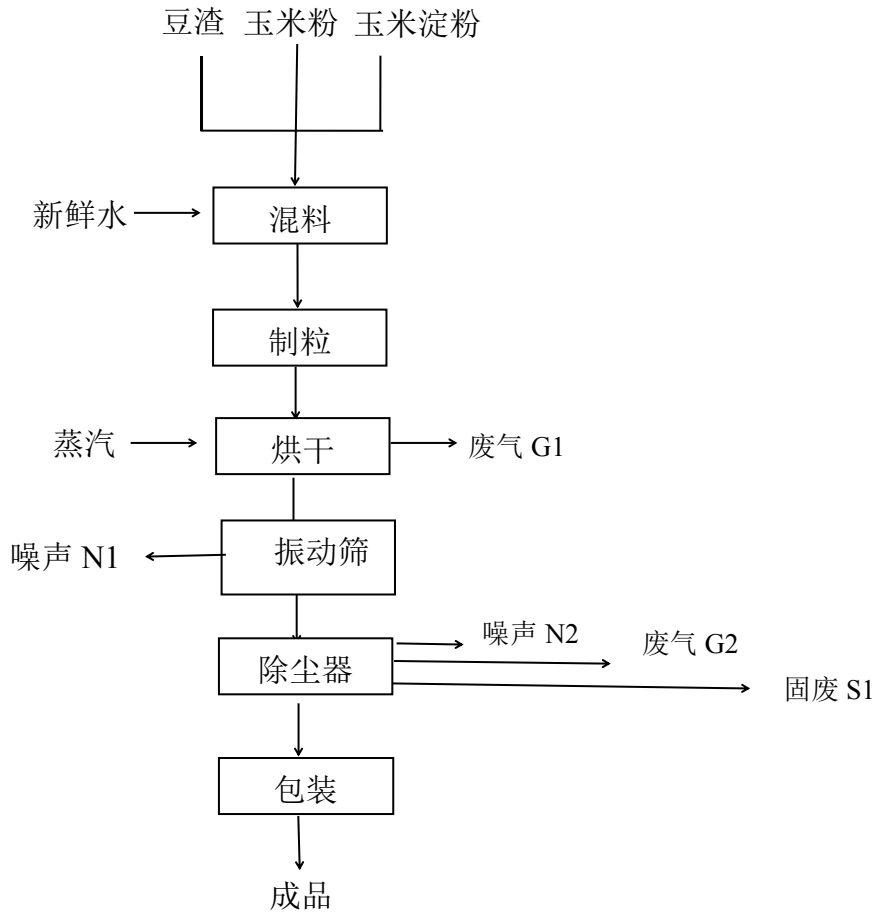 豆渣 玉米粉 玉米淀粉
新鲜水
混料
制粒
蒸汽
烘干
废气 G1
噪声 N1
振动筛
噪声 N2
废气 G2
除尘器
固废 S1
包装
成品